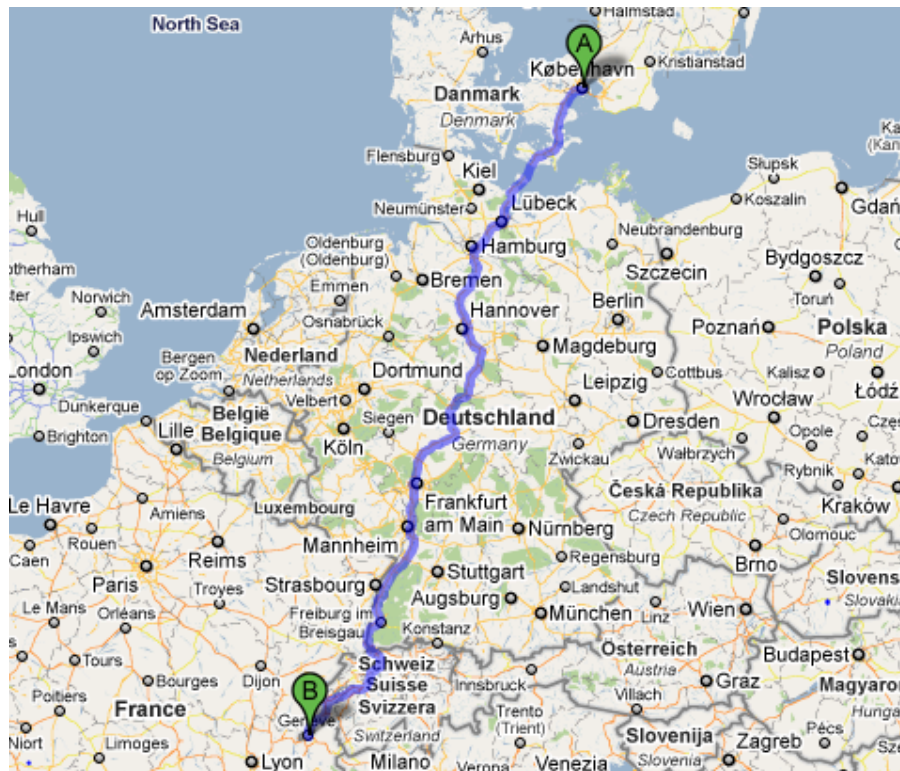 North Sea
Halmstad
A
Arhus
Kristianstad
København
Danmark
Denmark
Flensburg
Kiel
Słupsk
Koszalin
Gdań
Hull
Neumünster
Lübeck
Neubrandenburg
Oldenburg
(Oldenburg)
Hamburg
Szczecin
Bydgoszcz
otherham
ster
Norwich
Emmen
Bremen
Toruń
Amsterdam
Osnabrück
Hannover
Berlin
Poznań
Polska
Poland
Ipswich
Bergen
op Zoom
Nederland
Netherlands
Magdeburg
Cottbus
Kalisz
Łódź
London
Dortmund
Velbert
Leipzig
Wrocław
Dunkerque
België
Belgique
Belgium
Siegen
Deutschland
Germany
Dresden
Opole
Brighton
Lille
Köln
Zwickau
Wałbrzych
Rybnik
Kato
Le Havre
Amiens
Luxembourg
Frankfurt
am Main
Česká Republika
Czech Republic
Kraków
Caen
Rouen
Reims
Mannheim
Nürnberg
Olomouc
Brno
Paris
Troyes
Strasbourg
Stuttgart
Regensburg
Landshut
Slovens
Slovakia
Le Mans
Orléans
Augsburg
München
Linz
Wien
Freiburg im
Breisgau
Konstanz
Tours
Bourges
Dijon
Schweiz
Suisse
Svizzera
Switzerland
Österreich
Austria
Budapest
Innsbruck
Graz
Poitiers
B
Genève
Villach
Magyaror
Hunga
France
Trento
(Trient)
Slovenija
Slovenia
Zagreb
Pécs
Niort
Limoges
Lyon
Milano
Verona
Venezia